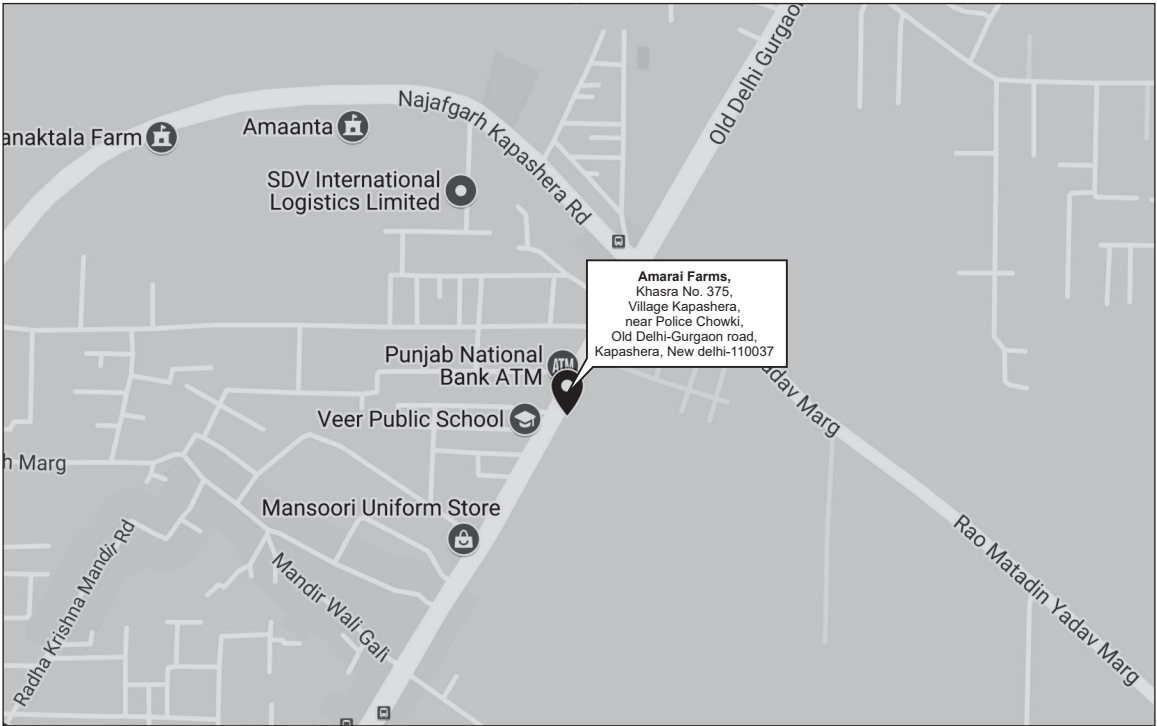 Old Delhi Gurgaon
Najafgarh Kapashera Rd
anaktala Farm
Amaanta
SDV International
Logistics Limited
Amarai Farms,
Khasra No. 375,
Village Kapashera,
near Police Chowki,
Old Delhi-Gurgaon road,
Kapashera, New delhi-110037
Punjab National
Bank ATM
ATM
adav Marg
Veer Public School
h Marg
Mansoori Uniform Store
Rao Matadin Yadav Marg
Radha Krishna Mandir Rd
Mandir Wali Gali